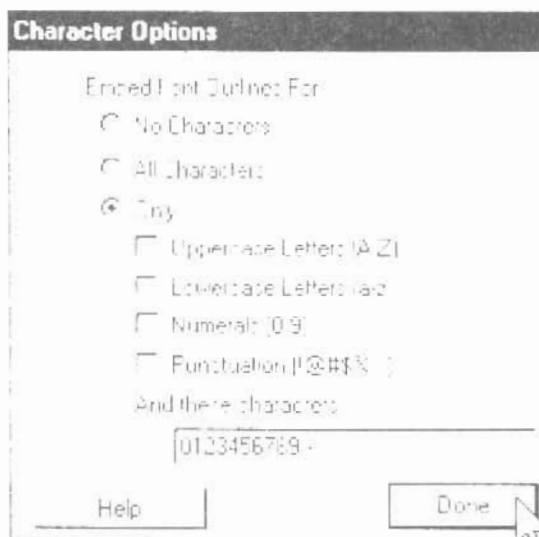 Character Options
Embed Font Outlines For
No Characters
All Characters
Only
Uppercase Letters (A-Z)
Lowercase Letters (a-z
Numerals (0-9)
Punctuation (!@#$%...)
And these characters
0123456789.-
Help
Done